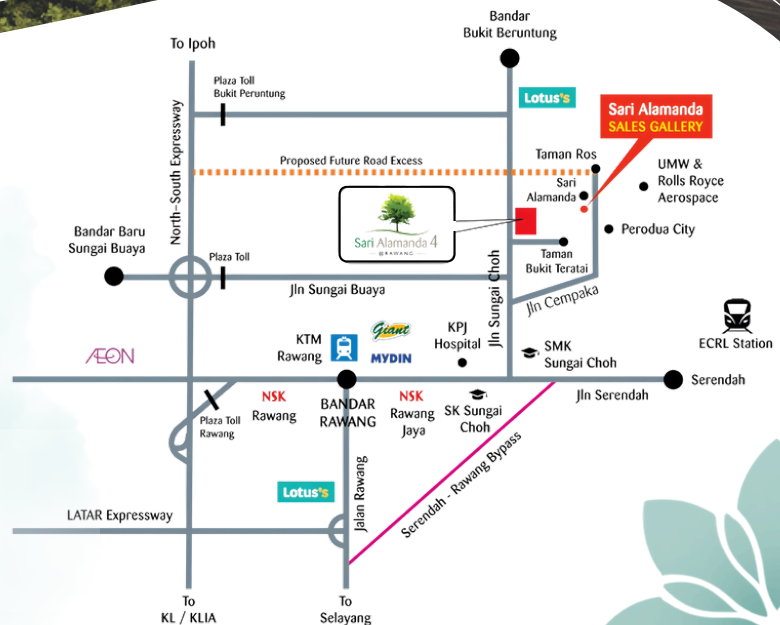 Bandar
Bukit Beruntung
To Ipoh
Plaza Toll
Bukit Peruntung
Lotus's
Sari Alamanda
SALES GALLERY
North-South Expressway
Proposed Future Road Excess
Taman Ros
UMW &
Rolls Royce
Aerospace
Sari
Alamanda
Sari Alamanda 4
@RAWANG
Perodua City
Bandar Baru
Sungai Buaya
Plaza Toll
Taman
Bukit Teratai
Jln Sungai Buaya
Jln Sungai Choh
Jln Cempaka
ECRL Station
AEON
KTM
Rawang
Giant
MYDIN
KPJ
Hospital
SMK
Sungai Choh
Serendah
Jln Serendah
Plaza Toll
Rawang
NSK
Rawang
BANDAR
RAWANG
NSK
Rawang
Jaya
SK Sungai
Choh
Serendah - Rawang Bypass
Jalan Rawang
Lotus's
LATAR Expressway
To
KL / KLIA
To
Selayang